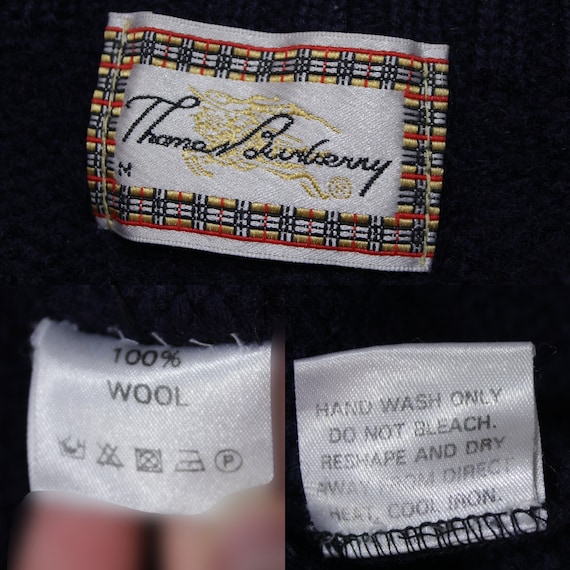 Thomas Burberry
M
100%
WOOL
P
HAND WASH ONLY
DO NOT BLEACH.
RESHAPE AND DRY
AWAY FROM DIRECT
HEAT, COOL IRON.